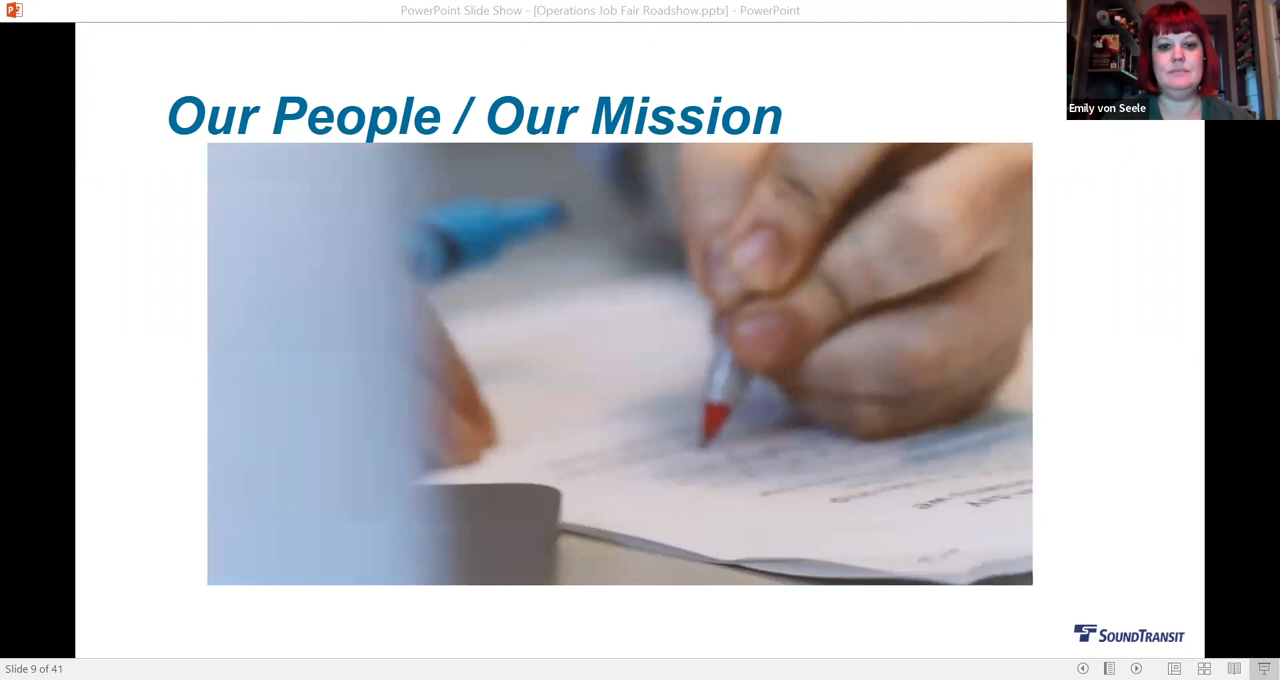 PowerPoint Slide Show - [Operations Job Fair Roadshow.pptx] - PowerPoint
Emily von Seele
Our People / Our Mission
SOUNDTRANSIT
Slide 9 of 41